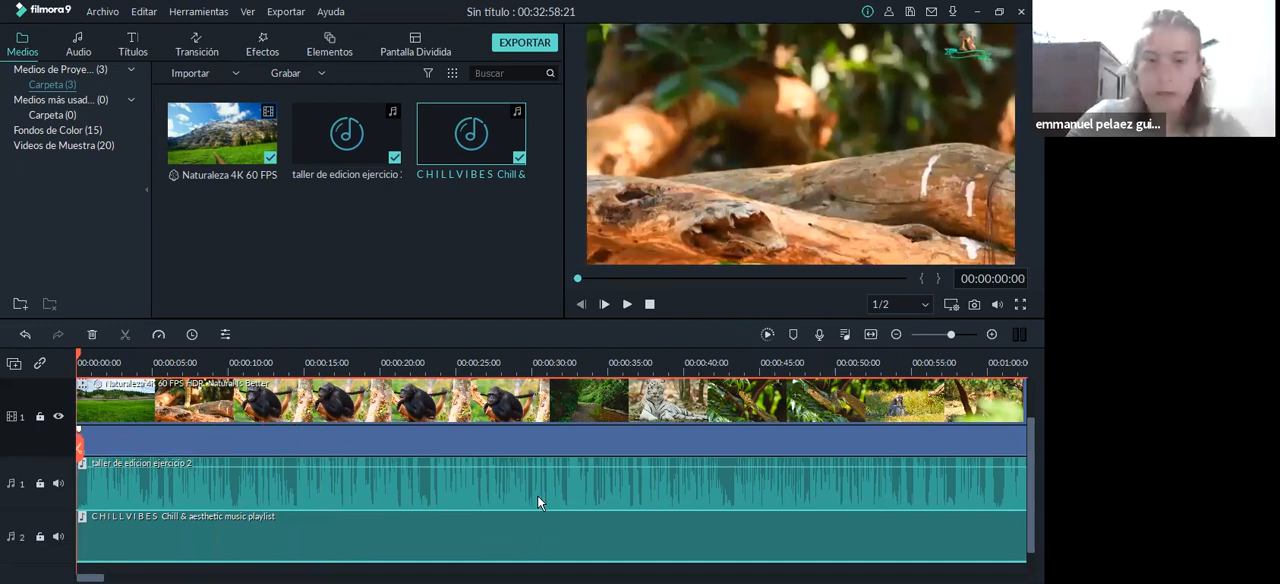 filmora9 Archivo Editar Herramientas Ver Exportar Ayuda Sin título : 00:32:58:21
Medios Audio Títulos Transición Efectos Elementos Pantalla Dividida EXPORTAR
Medios de Proye... (3)
Carpeta (3)
Medios más usad... (0)
Carpeta (0)
Fondos de Color (15)
Videos de Muestra (20)
Importar Grabar Buscar
Naturaleza 4K 60 FPS taller de edicion ejercicio C H I L L V I B E S Chill &
emmanuel pelaez gui...
00:00:00:00
1/2
00:00:00:00 00:00:05:00 00:00:10:00 00:00:15:00 00:00:20:00 00:00:25:00 00:00:30:00 00:00:35:00 00:00:40:00 00:00:45:00 00:00:50:00 00:00:55:00 00:01:00:0
Naturaleza 4K 60 FPS HDR Natural is Better
1
taller de edicion ejercicio 2
1
C H I L L V I B E S Chill & aesthetic music playlist
2